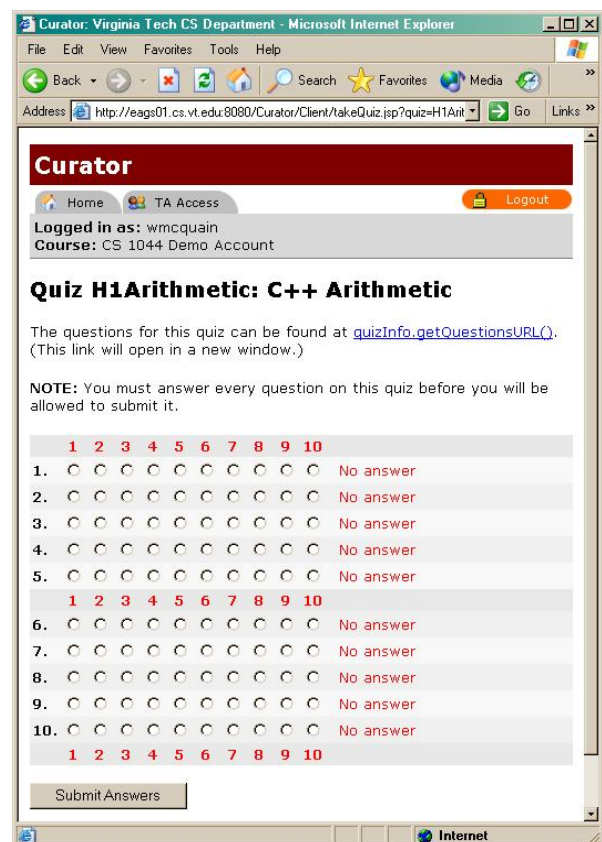 Curator: Virginia Tech CS Department - Microsoft Internet Explorer
File Edit View Favorites Tools Help
Back Search Favorites Media »
Address http://eags01.cs.vt.edu:8080/Curator/Client/takeQuiz.jsp?quiz=H1Arit Go Links »
Curator
Home TA Access Logout
Logged in as: wmcquain
Course: CS 1044 Demo Account
Quiz H1Arithmetic: C++ Arithmetic
The questions for this quiz can be found at quizInfo.getQuestionsURL().
(This link will open in a new window.)
NOTE: You must answer every question on this quiz before you will be
allowed to submit it.
1 2 3 4 5 6 7 8 9 10
1. No answer
2. No answer
3. No answer
4. No answer
5. No answer
1 2 3 4 5 6 7 8 9 10
6. No answer
7. No answer
8. No answer
9. No answer
10. No answer
1 2 3 4 5 6 7 8 9 10
Submit Answers
Internet